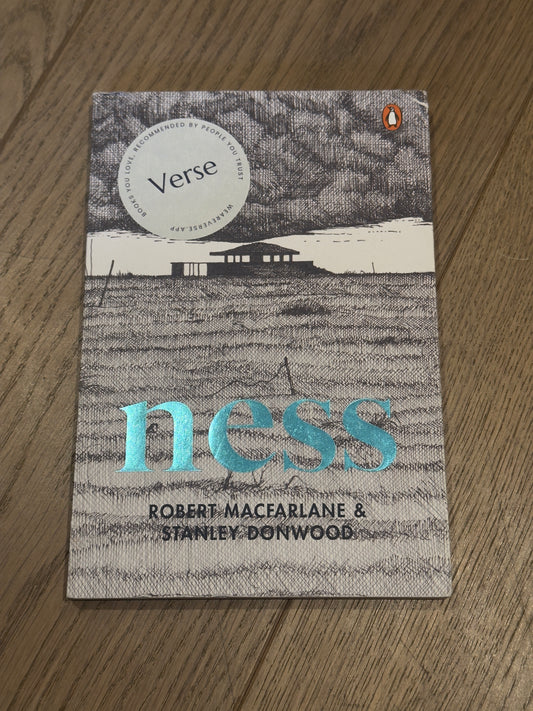 BOOKS YOU LOVE, RECOMMENDED BY PEOPLE YOU TRUST
Verse
WEAREVERSE.APP
ness
ROBERT MACFARLANE &
STANLEY DONWOOD